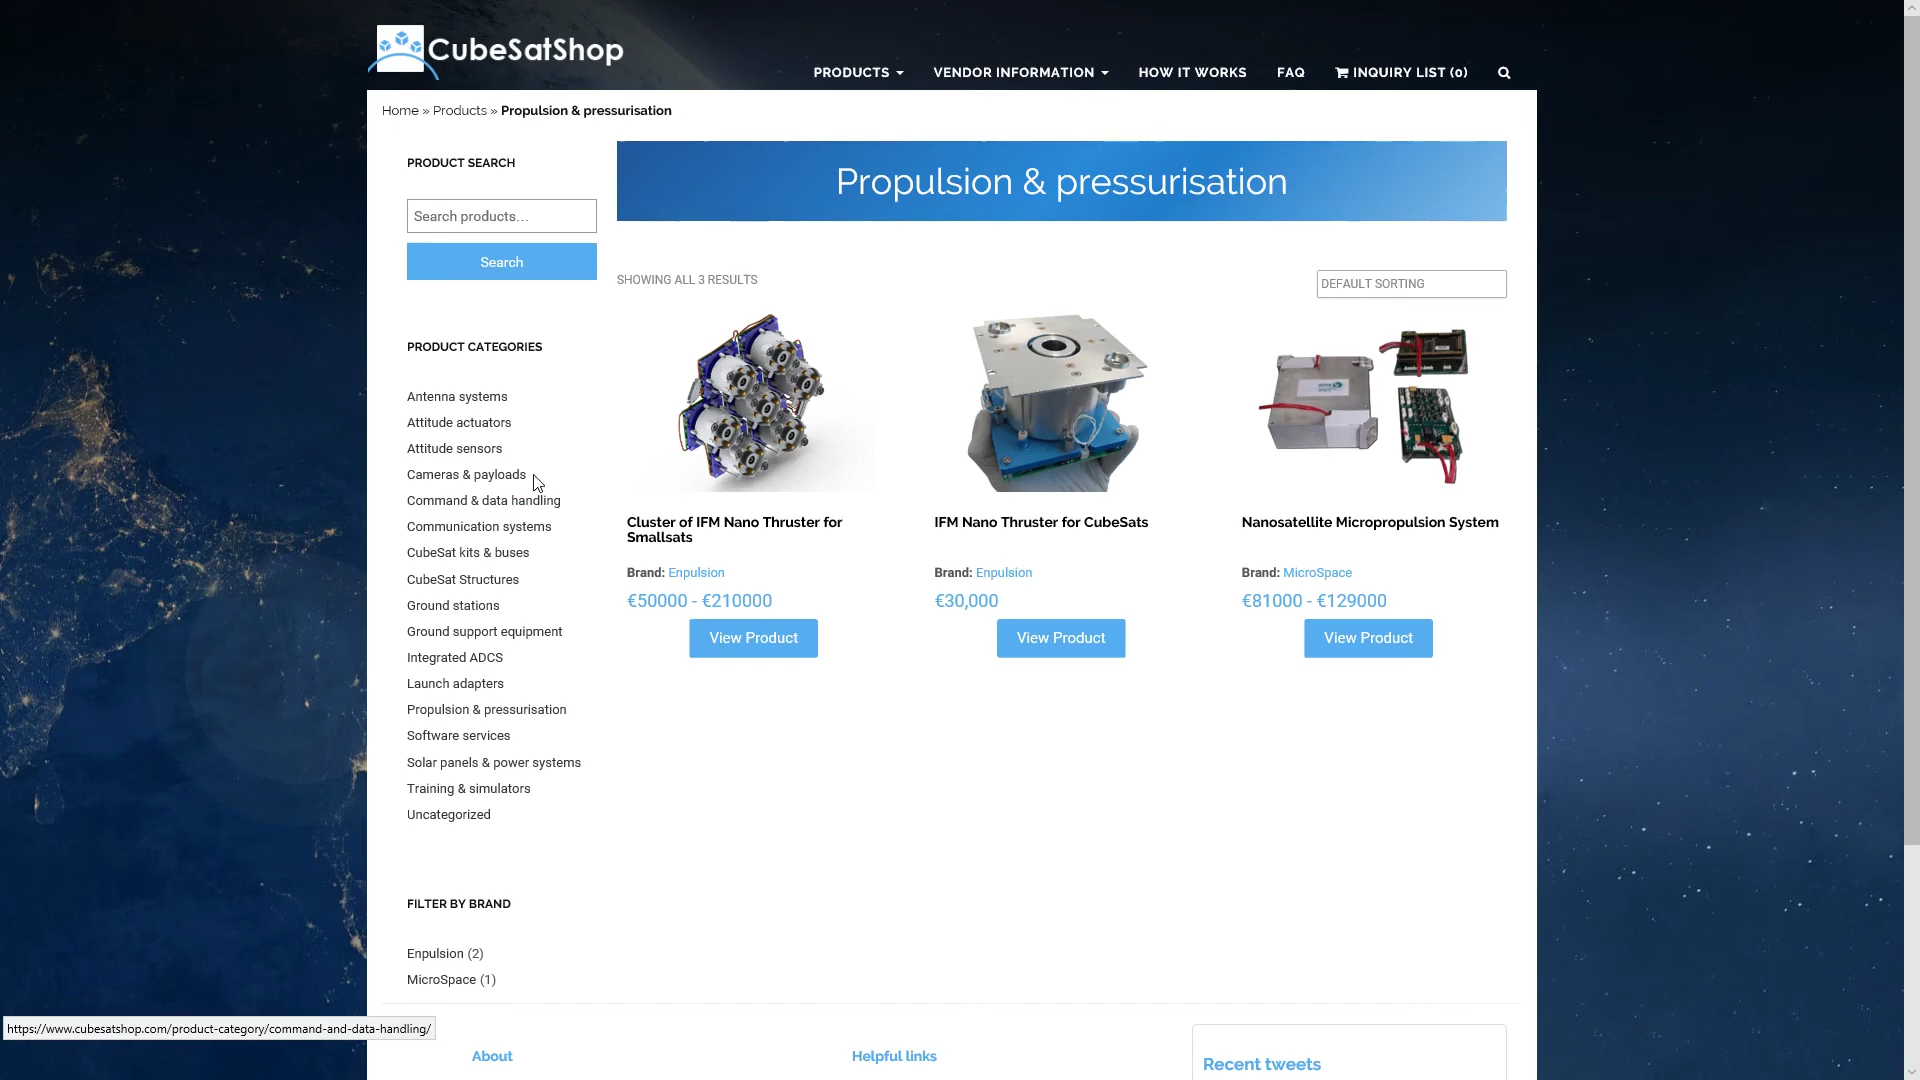 CubeSatShop
PRODUCTS
VENDOR INFORMATION
HOW IT WORKS
FAQ
INQUIRY LIST (0)
Home » Products » Propulsion & pressurisation
PRODUCT SEARCH
Search products...
Search
PRODUCT CATEGORIES
Antenna systems
Attitude actuators
Attitude sensors
Cameras & payloads
Command & data handling
Communication systems
CubeSat kits & buses
CubeSat Structures
Ground stations
Ground support equipment
Integrated ADCS
Launch adapters
Propulsion & pressurisation
Software services
Solar panels & power systems
Training & simulators
Uncategorized
FILTER BY BRAND
Enpulsion (2)
MicroSpace (1)
Propulsion & pressurisation
SHOWING ALL 3 RESULTS
DEFAULT SORTING
Cluster of IFM Nano Thruster for
Smallsats
Brand: Enpulsion
€50000 - €210000
View Product
IFM Nano Thruster for CubeSats
Brand: Enpulsion
€30,000
View Product
Nanosatellite Micropropulsion System
Brand: MicroSpace
€81000 - €129000
View Product
https://www.cubesatshop.com/product-category/command-and-data-handling/
About
Helpful links
Recent tweets